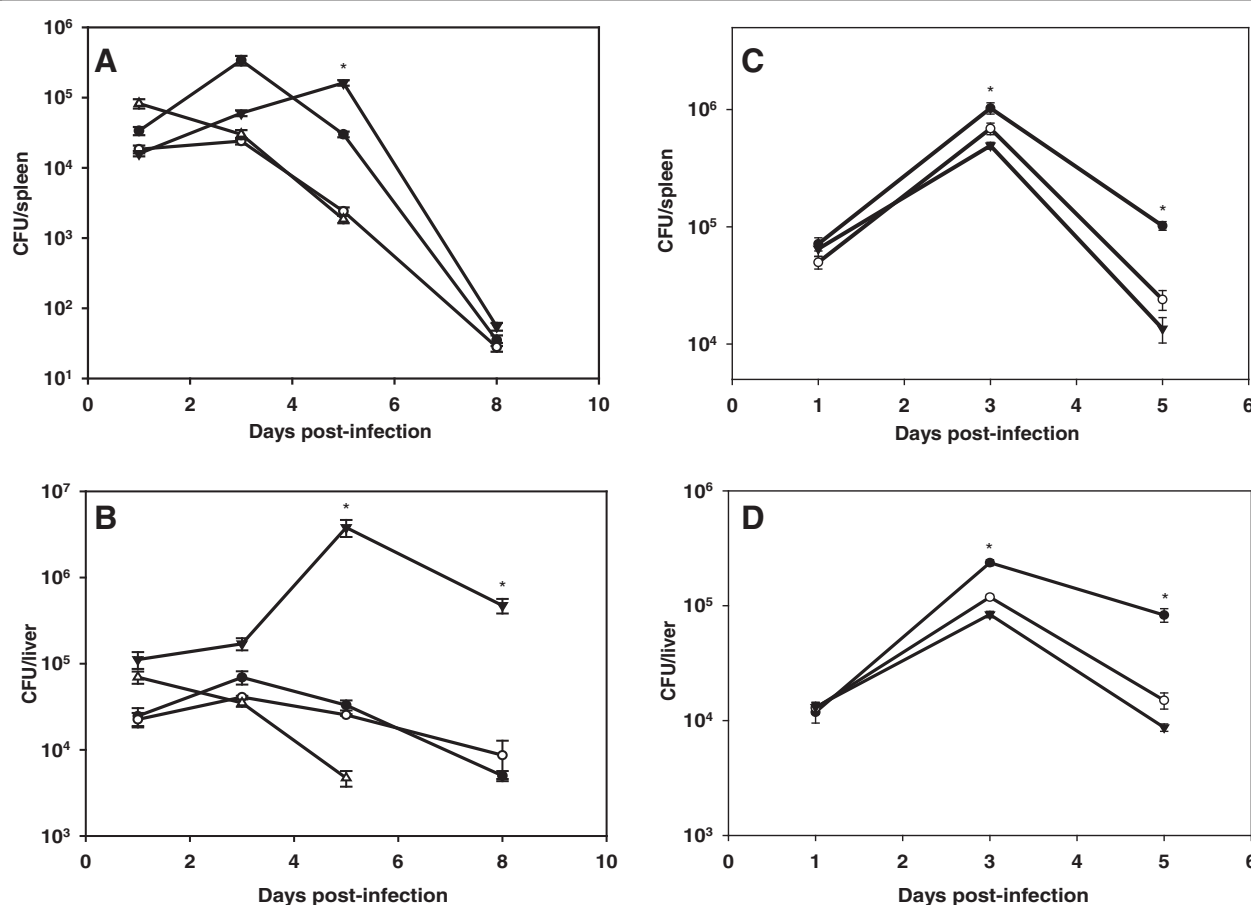 A
10⁶
10⁵
10⁴
10³
10²
10¹
CFU/spleen
*
0 2 4 6 8 10
Days post-infection
C
10⁶
10⁵
10⁴
CFU/spleen
*
*
0 1 2 3 4 5 6
Days post-infection
B
10⁷
10⁶
10⁵
10⁴
10³
CFU/liver
*
*
0 2 4 6 8 10
Days post-infection
D
10⁶
10⁵
10⁴
10³
CFU/liver
*
*
0 1 2 3 4 5 6
Days post-infection